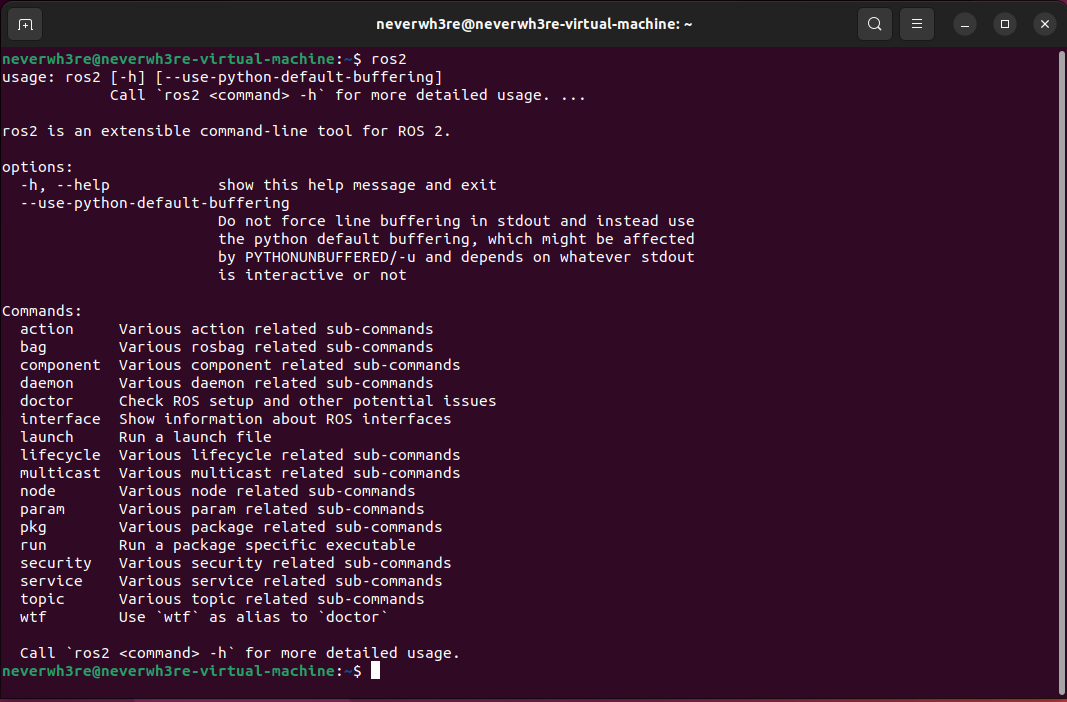 neverwh3re@neverwh3re-virtual-machine: ~
neverwh3re@neverwh3re-virtual-machine:~$ ros2
usage: ros2 [-h] [--use-python-default-buffering]
            Call `ros2 <command> -h` for more detailed usage. ...

ros2 is an extensible command-line tool for ROS 2.

options:
  -h, --help            show this help message and exit
  --use-python-default-buffering
                        Do not force line buffering in stdout and instead use
                        the python default buffering, which might be affected
                        by PYTHONUNBUFFERED/-u and depends on whatever stdout
                        is interactive or not

Commands:
  action     Various action related sub-commands
  bag        Various rosbag related sub-commands
  component  Various component related sub-commands
  daemon     Various daemon related sub-commands
  doctor     Check ROS setup and other potential issues
  interface  Show information about ROS interfaces
  launch     Run a launch file
  lifecycle  Various lifecycle related sub-commands
  multicast  Various multicast related sub-commands
  node       Various node related sub-commands
  param      Various param related sub-commands
  pkg        Various package related sub-commands
  run        Run a package specific executable
  security   Various security related sub-commands
  service    Various service related sub-commands
  topic      Various topic related sub-commands
  wtf        Use `wtf` as alias to `doctor`

  Call `ros2 <command> -h` for more detailed usage.
neverwh3re@neverwh3re-virtual-machine:~$